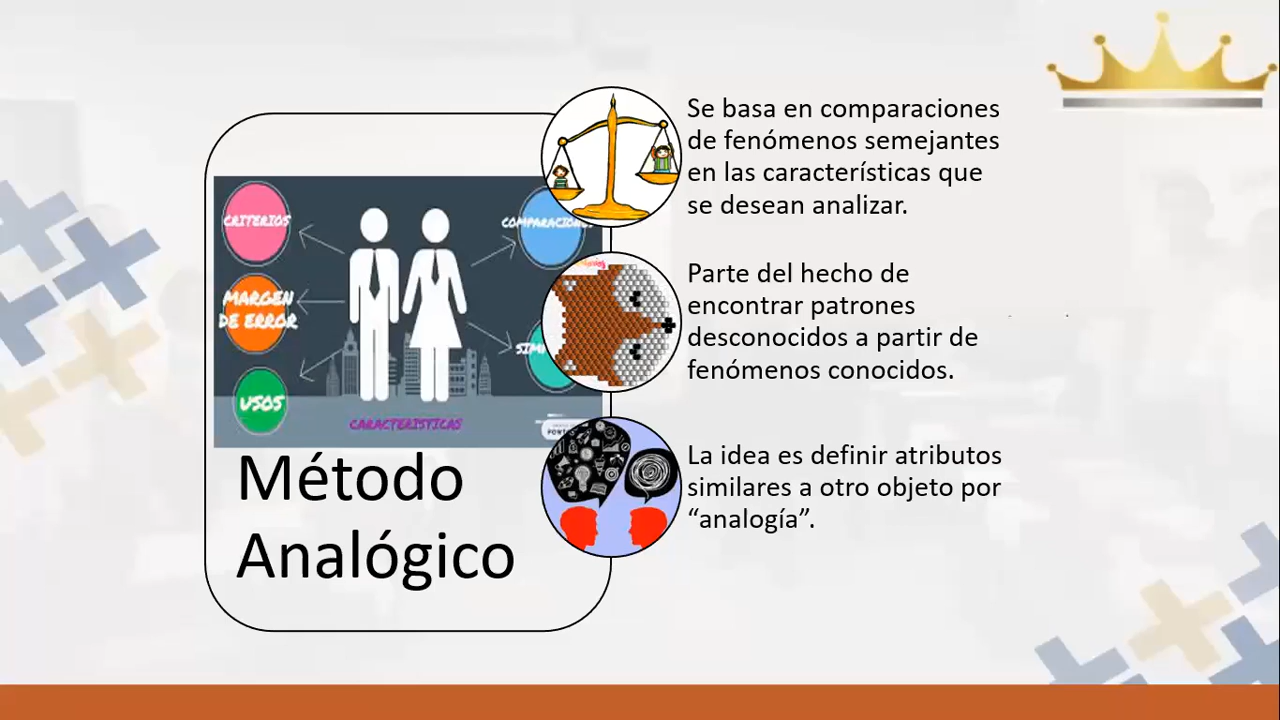 CRITERIOS
MARGEN
DE ERROR
USOS
CARACTERISTICAS
Método
Analógico
Se basa en comparaciones
de fenómenos semejantes
en las características que
se desean analizar.
Parte del hecho de
encontrar patrones
desconocidos a partir de
fenómenos conocidos.
La idea es definir atributos
similares a otro objeto por
“analogía”.